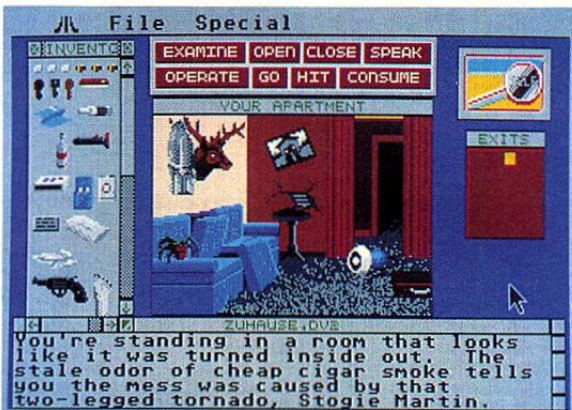 File Special
INVENTO
EXAMINE OPEN CLOSE SPEAK
OPERATE GO HIT CONSUME
YOUR APARTMENT
SELF
EXITS
ZUHAUSE.DV2
You're standing in a room that looks
like it was turned inside out. The
stale odor of cheap cigar smoke tells
you the mess was caused by that
two-legged tornado, Stogie Martin.